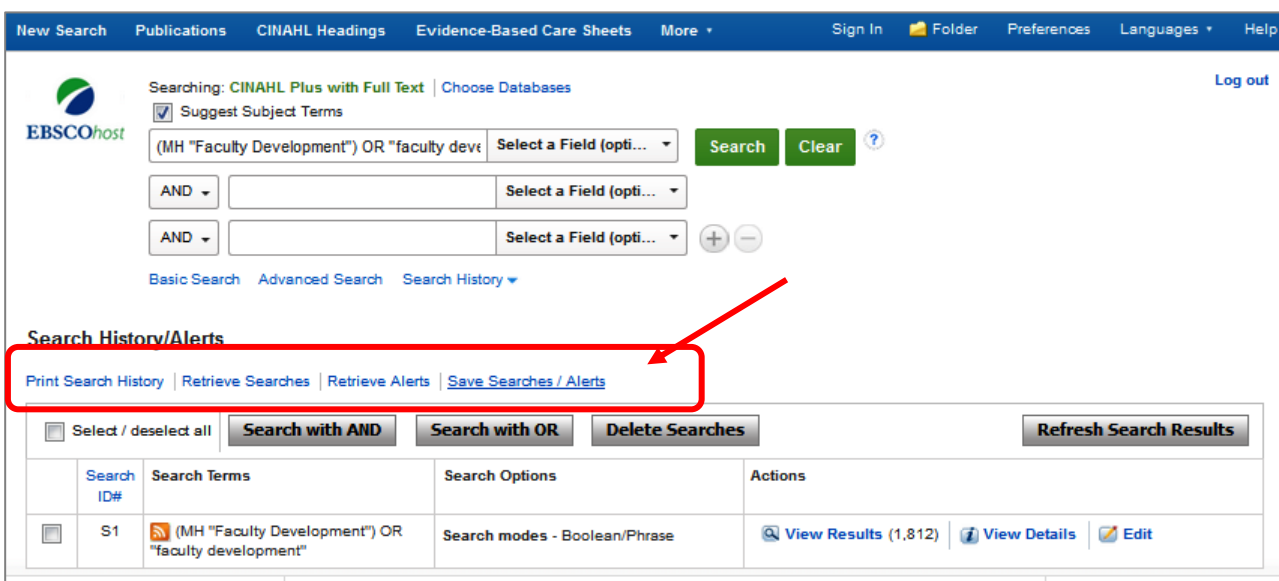 New Search Publications CINAHL Headings Evidence-Based Care Sheets More Sign In Folder Preferences Languages Help
Searching: CINAHL Plus with Full Text | Choose Databases
Log out
Suggest Subject Terms
EBSCOhost
(MH "Faculty Development") OR "faculty deve Select a Field (opti... Search Clear ?
AND Select a Field (opti...
AND Select a Field (opti... + −
Basic Search Advanced Search Search History
Search History/Alerts
Print Search History | Retrieve Searches | Retrieve Alerts | Save Searches / Alerts
Select / deselect all Search with AND Search with OR Delete Searches Refresh Search Results
Search ID# Search Terms Search Options Actions
S1 (MH "Faculty Development") OR
"faculty development" Search modes - Boolean/Phrase View Results (1,812) View Details Edit